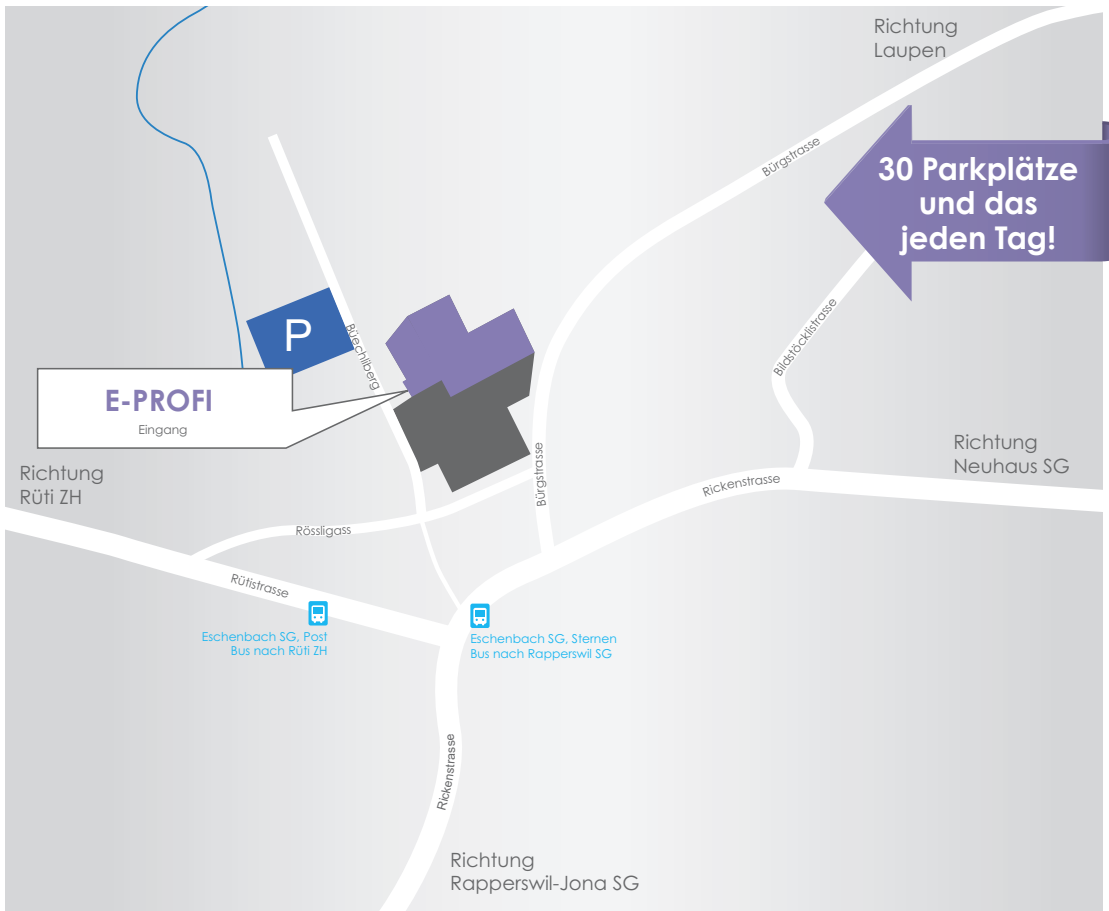 Richtung
Laupen
Bürgstrasse
30 Parkplätze
und das
jeden Tag!
P
Büechliberg
Bildstöcklistrasse
E-PROFI
Eingang
Richtung
Rüti ZH
Bürgstrasse
Richtung
Neuhaus SG
Rickenstrasse
Rössligass
Rütistrasse
Eschenbach SG, Post
Bus nach Rüti ZH
Eschenbach SG, Sternen
Bus nach Rapperswil SG
Rickenstrasse
Richtung
Rapperswil-Jona SG